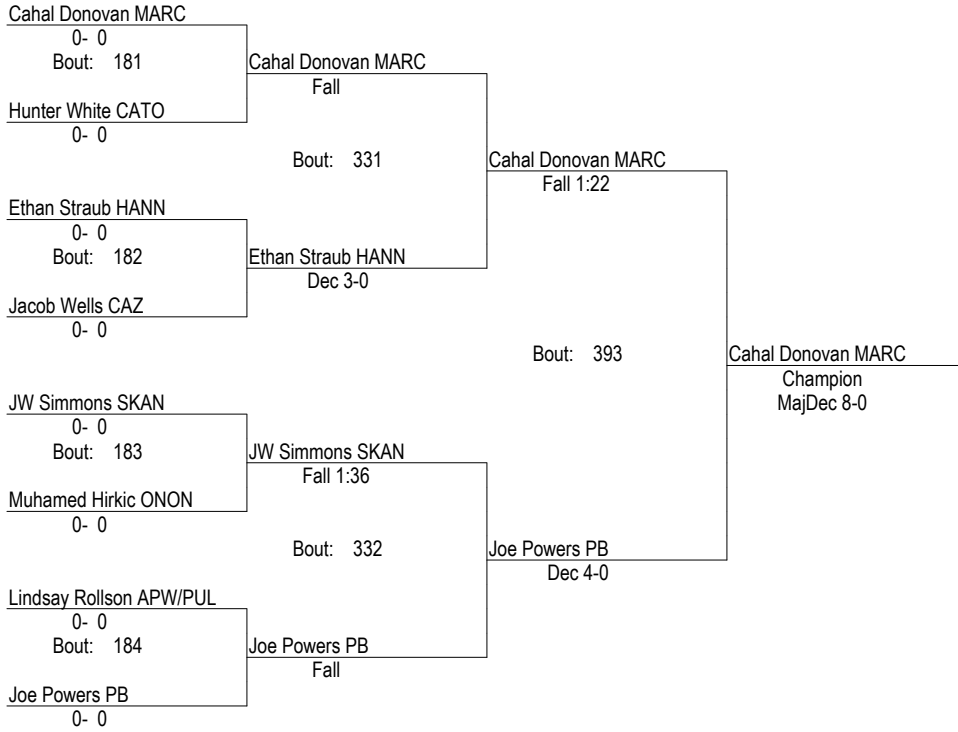 Cahal Donovan MARC
0- 0
Bout: 181
Cahal Donovan MARC
Fall
Hunter White CATO
0- 0
Bout: 331
Cahal Donovan MARC
Fall 1:22
Ethan Straub HANN
0- 0
Bout: 182
Ethan Straub HANN
Dec 3-0
Jacob Wells CAZ
0- 0
Bout: 393
Cahal Donovan MARC
Champion
MajDec 8-0
JW Simmons SKAN
0- 0
Bout: 183
JW Simmons SKAN
Fall 1:36
Muhamed Hirkic ONON
0- 0
Bout: 332
Joe Powers PB
Dec 4-0
Lindsay Rollson APW/PUL
0- 0
Bout: 184
Joe Powers PB
Fall
Joe Powers PB
0- 0